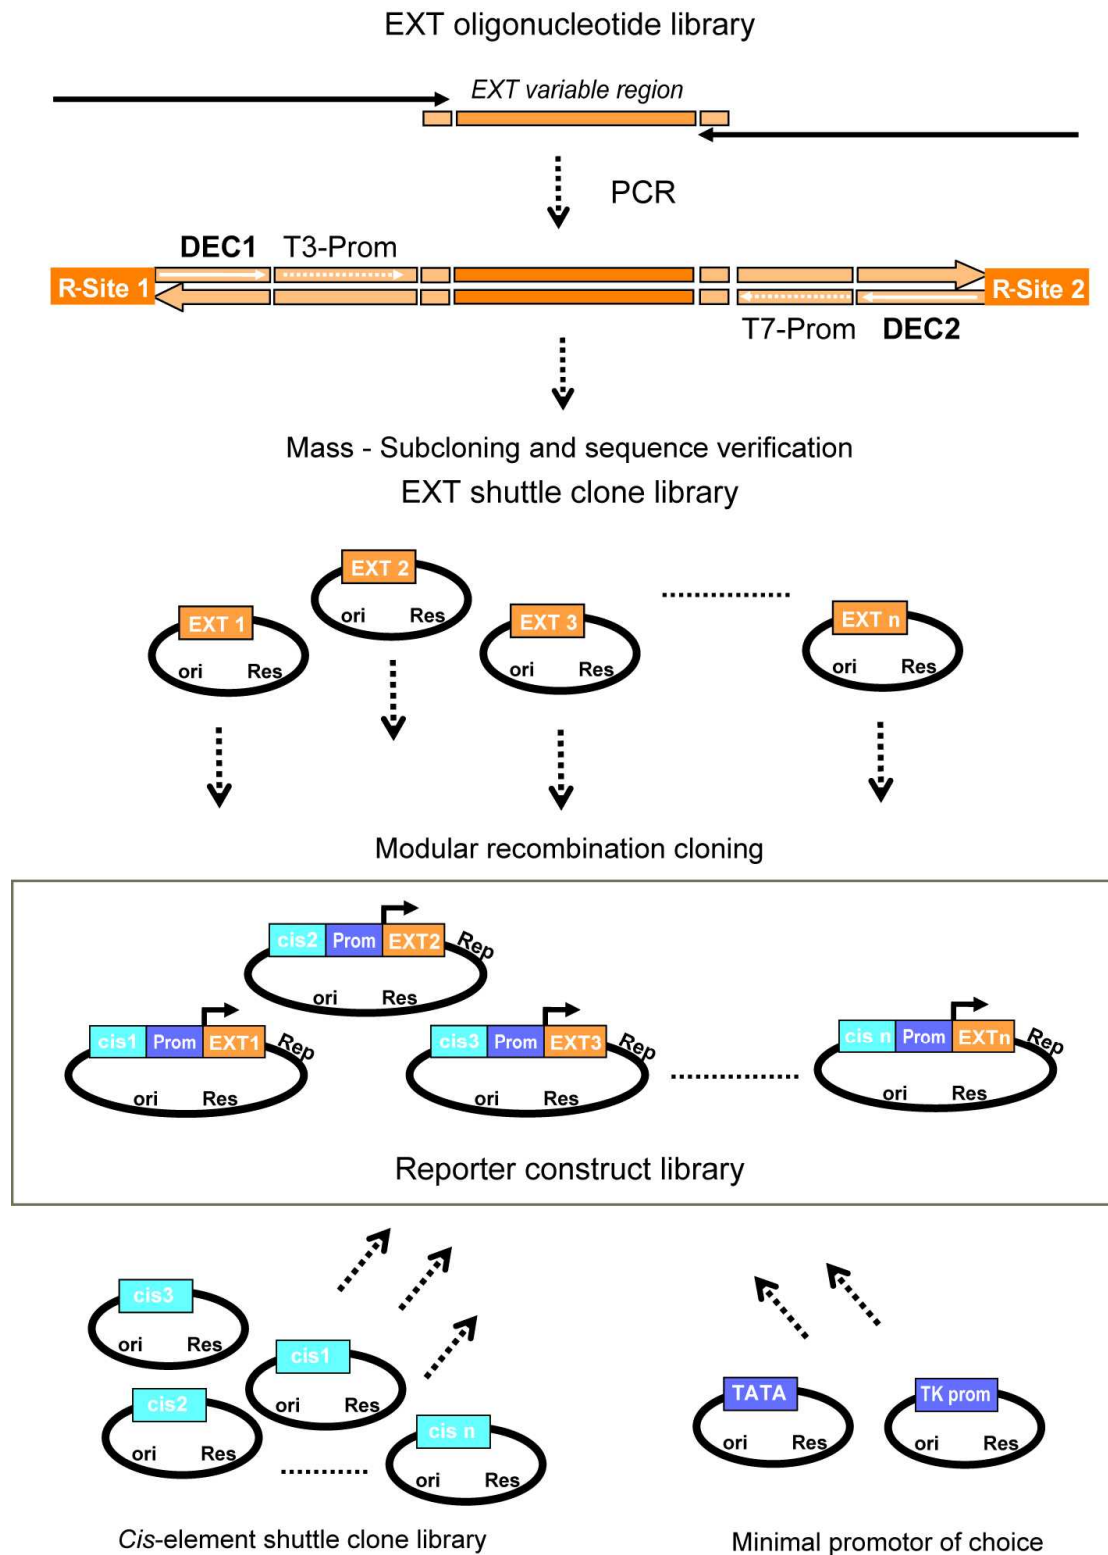 EXT oligonucleotide library
EXT variable region
PCR
DEC1 T3-Prom
R-Site 1
R-Site 2
T7-Prom DEC2
Mass - Subcloning and sequence verification
EXT shuttle clone library
EXT 2
ori Res
EXT 1
ori Res
EXT 3
ori Res
EXT n
ori Res
Modular recombination cloning
cis2 Prom EXT2 Rep
ori Res
cis1 Prom EXT1 Rep
ori Res
cis3 Prom EXT3 Rep
ori Res
cis n Prom EXTn Rep
ori Res
Reporter construct library
cis3
ori Res
cis1
ori Res
cis2
ori Res
cis n
ori Res
TATA
ori Res
TK prom
ori Res
Cis-element shuttle clone library
Minimal promotor of choice